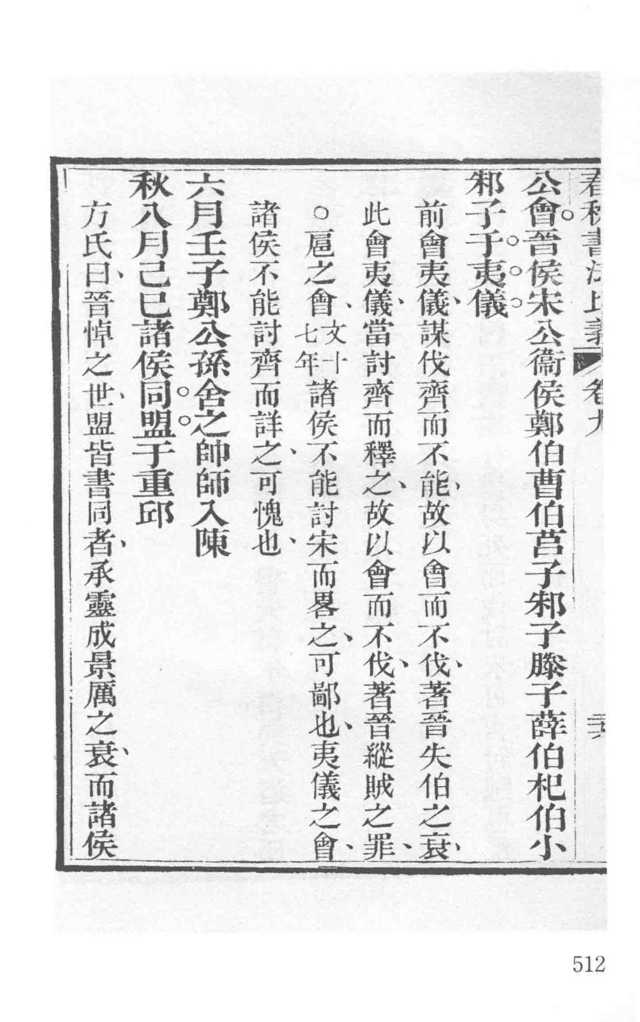 春秋書法比義 卷九 二六
公會晉侯宋公衞侯鄭伯曹伯莒子邾子滕子薛伯杞伯小
邾子于夷儀
前會夷儀謀伐齊而不能故以會而不伐著晉失伯之衰
此會夷儀當討齊而釋之故以會而不伐著晉縱賊之罪
○扈之會文十七年諸侯不能討宋而畧之可鄙也夷儀之會
諸侯不能討齊而詳之可愧也
六月壬子鄭公孫舍之帥師入陳
秋八月己巳諸侯同盟于重邱
方氏曰晉悼之世盟皆書同者承靈成景厲之衰而諸侯
512